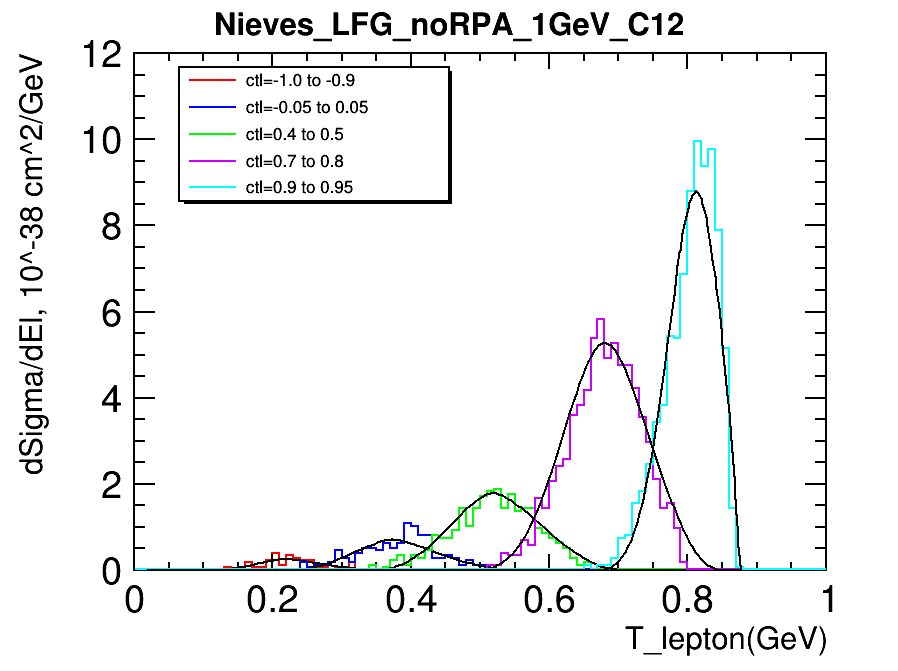 Nieves_LFG_noRPA_1GeV_C12
dSigma/dEl, 10^-38 cm^2/GeV
12
10
8
6
4
2
0
ctl=-1.0 to -0.9
ctl=-0.05 to 0.05
ctl=0.4 to 0.5
ctl=0.7 to 0.8
ctl=0.9 to 0.95
0 0.2 0.4 0.6 0.8 1
T_lepton(GeV)